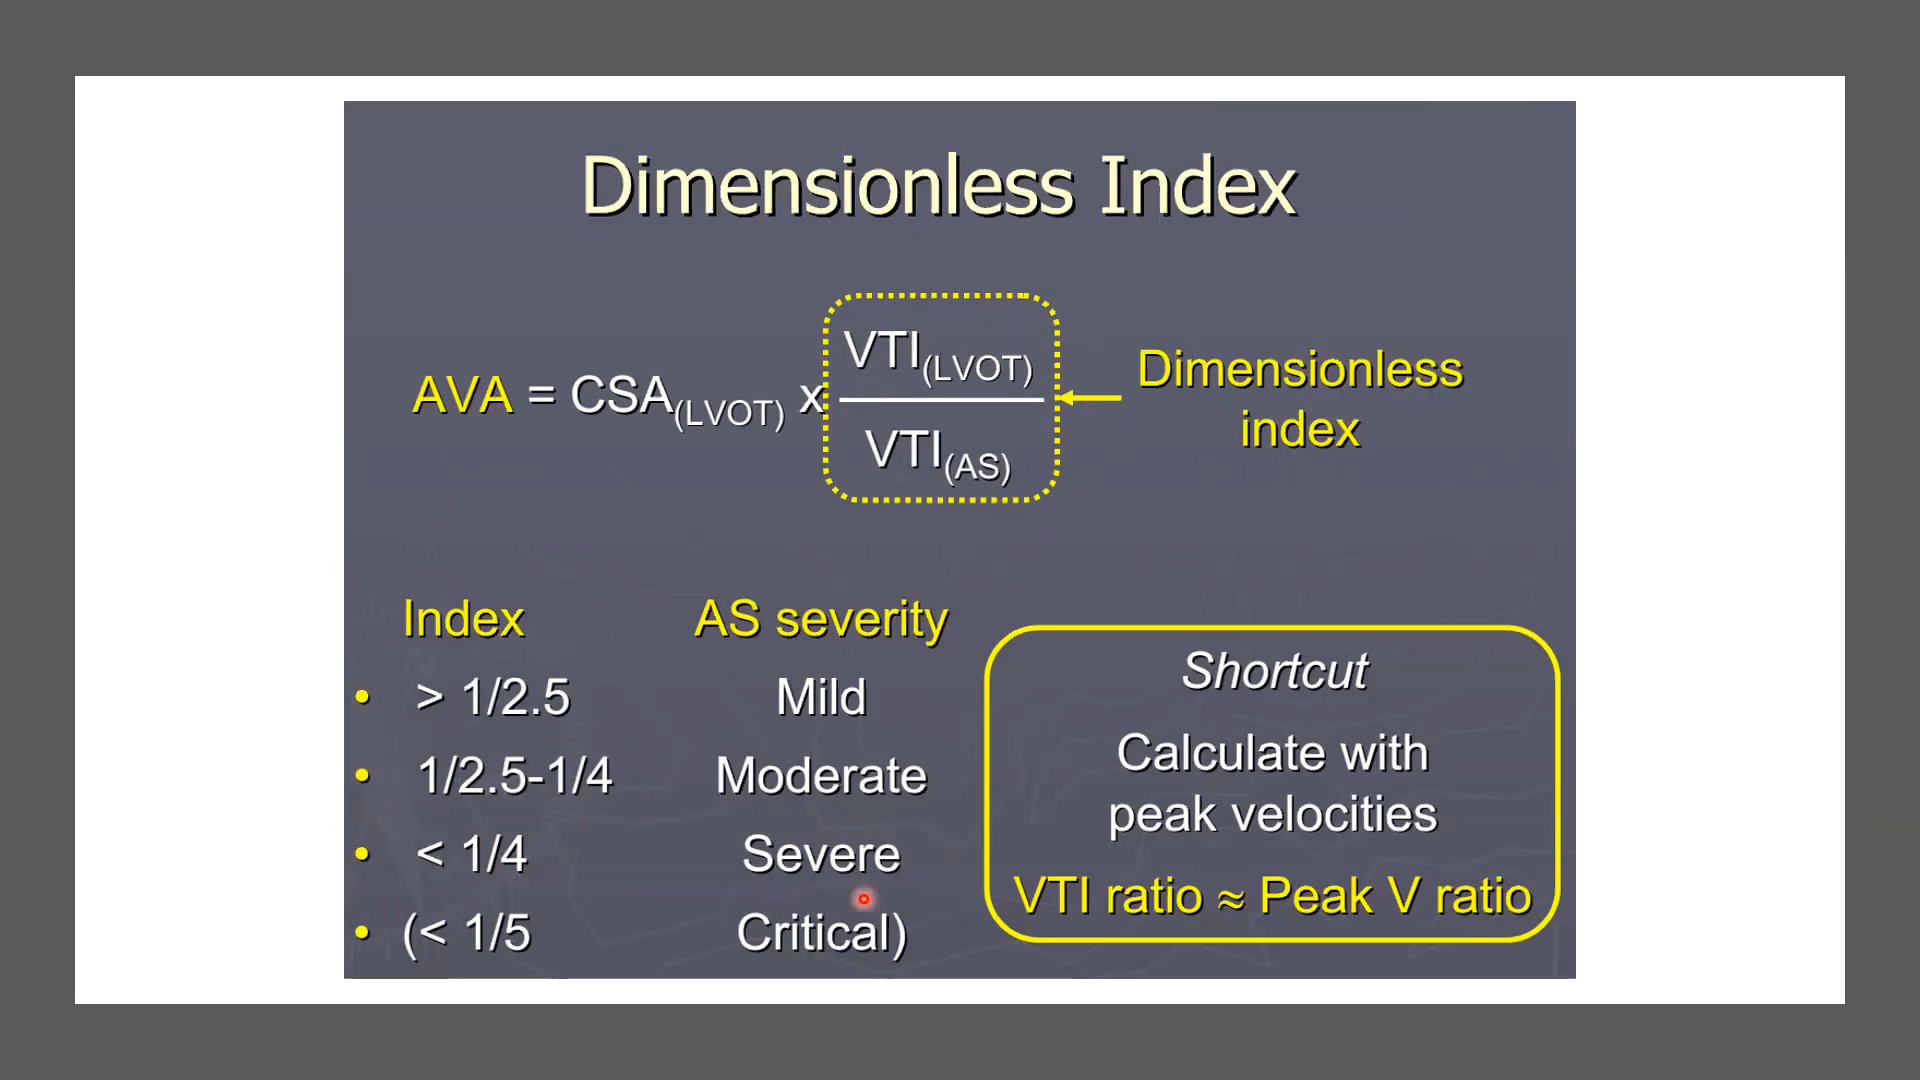 Dimensionless Index
AVA = CSA(LVOT) x VTI(LVOT)
VTI(AS)
Dimensionless
index
Index AS severity
• > 1/2.5 Mild
• 1/2.5-1/4 Moderate
• < 1/4 Severe
• (< 1/5 Critical)
Shortcut
Calculate with
peak velocities
VTI ratio ≈ Peak V ratio